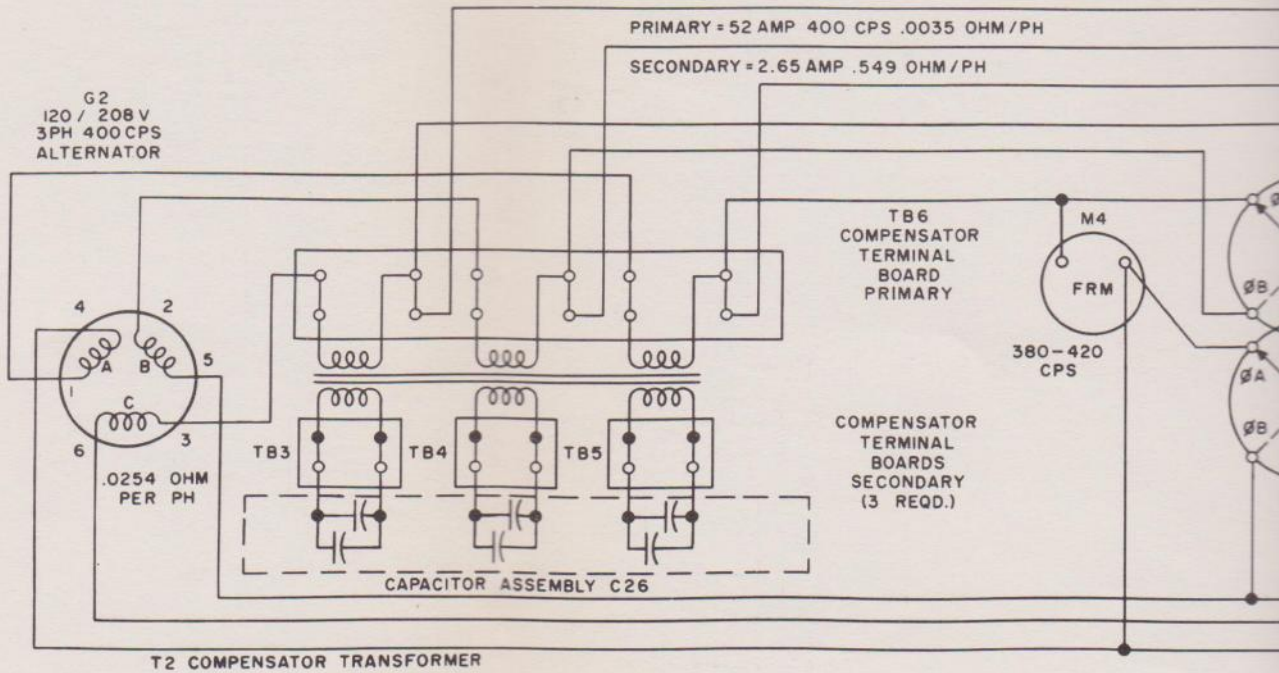 PRIMARY = 52 AMP 400 CPS .0035 OHM / PH
SECONDARY = 2.65 AMP .549 OHM / PH
G2
120 / 208 V
3PH 400 CPS
ALTERNATOR
TB6
COMPENSATOR
TERMINAL
BOARD
PRIMARY
M4
FRM
380-420
CPS
ØB
ØA
ØB
4
2
A
B
5
1
C
6
3
.0254 OHM
PER PH
TB3
TB4
TB5
COMPENSATOR
TERMINAL
BOARDS
SECONDARY
(3 REQD.)
CAPACITOR ASSEMBLY C26
T2 COMPENSATOR TRANSFORMER